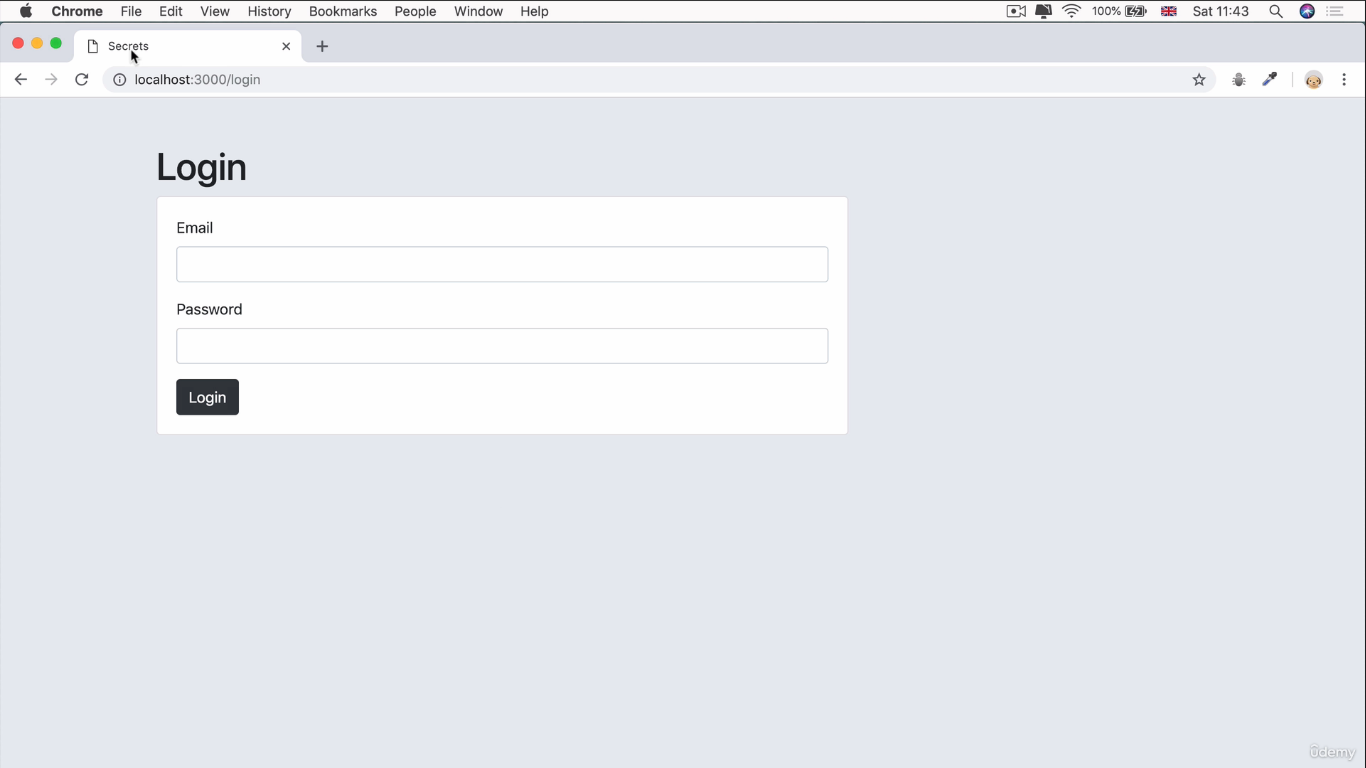 Chrome File Edit View History Bookmarks People Window Help 100% Sat 11:43
Secrets
localhost:3000/login
Login
Email
Password
Login
ûdemy